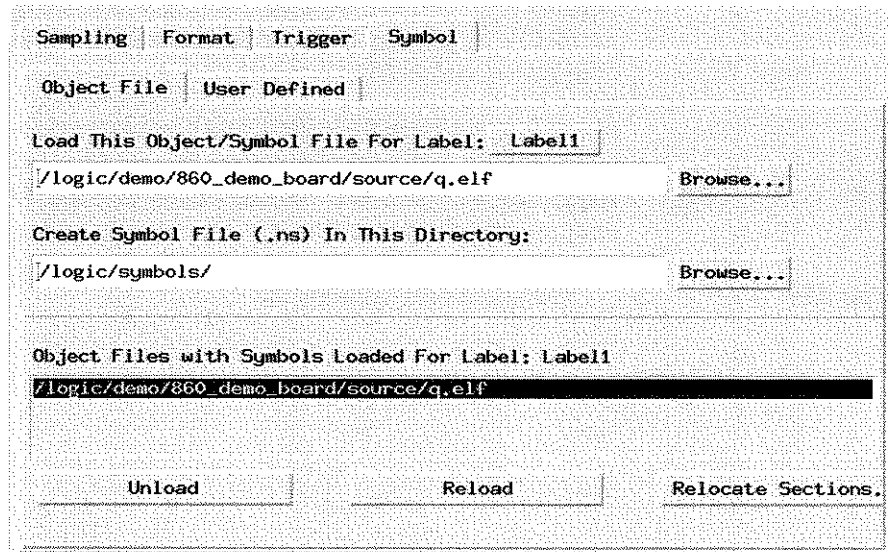 Sampling Format Trigger Symbol
Object File User Defined
Load This Object/Symbol File For Label: Label1
/logic/demo/860_demo_board/source/q.elf Browse...
Create Symbol File (.ns) In This Directory:
/logic/symbols/ Browse...
Object Files with Symbols Loaded For Label: Label1
/logic/demo/860_demo_board/source/q.elf
Unload Reload Relocate Sections.